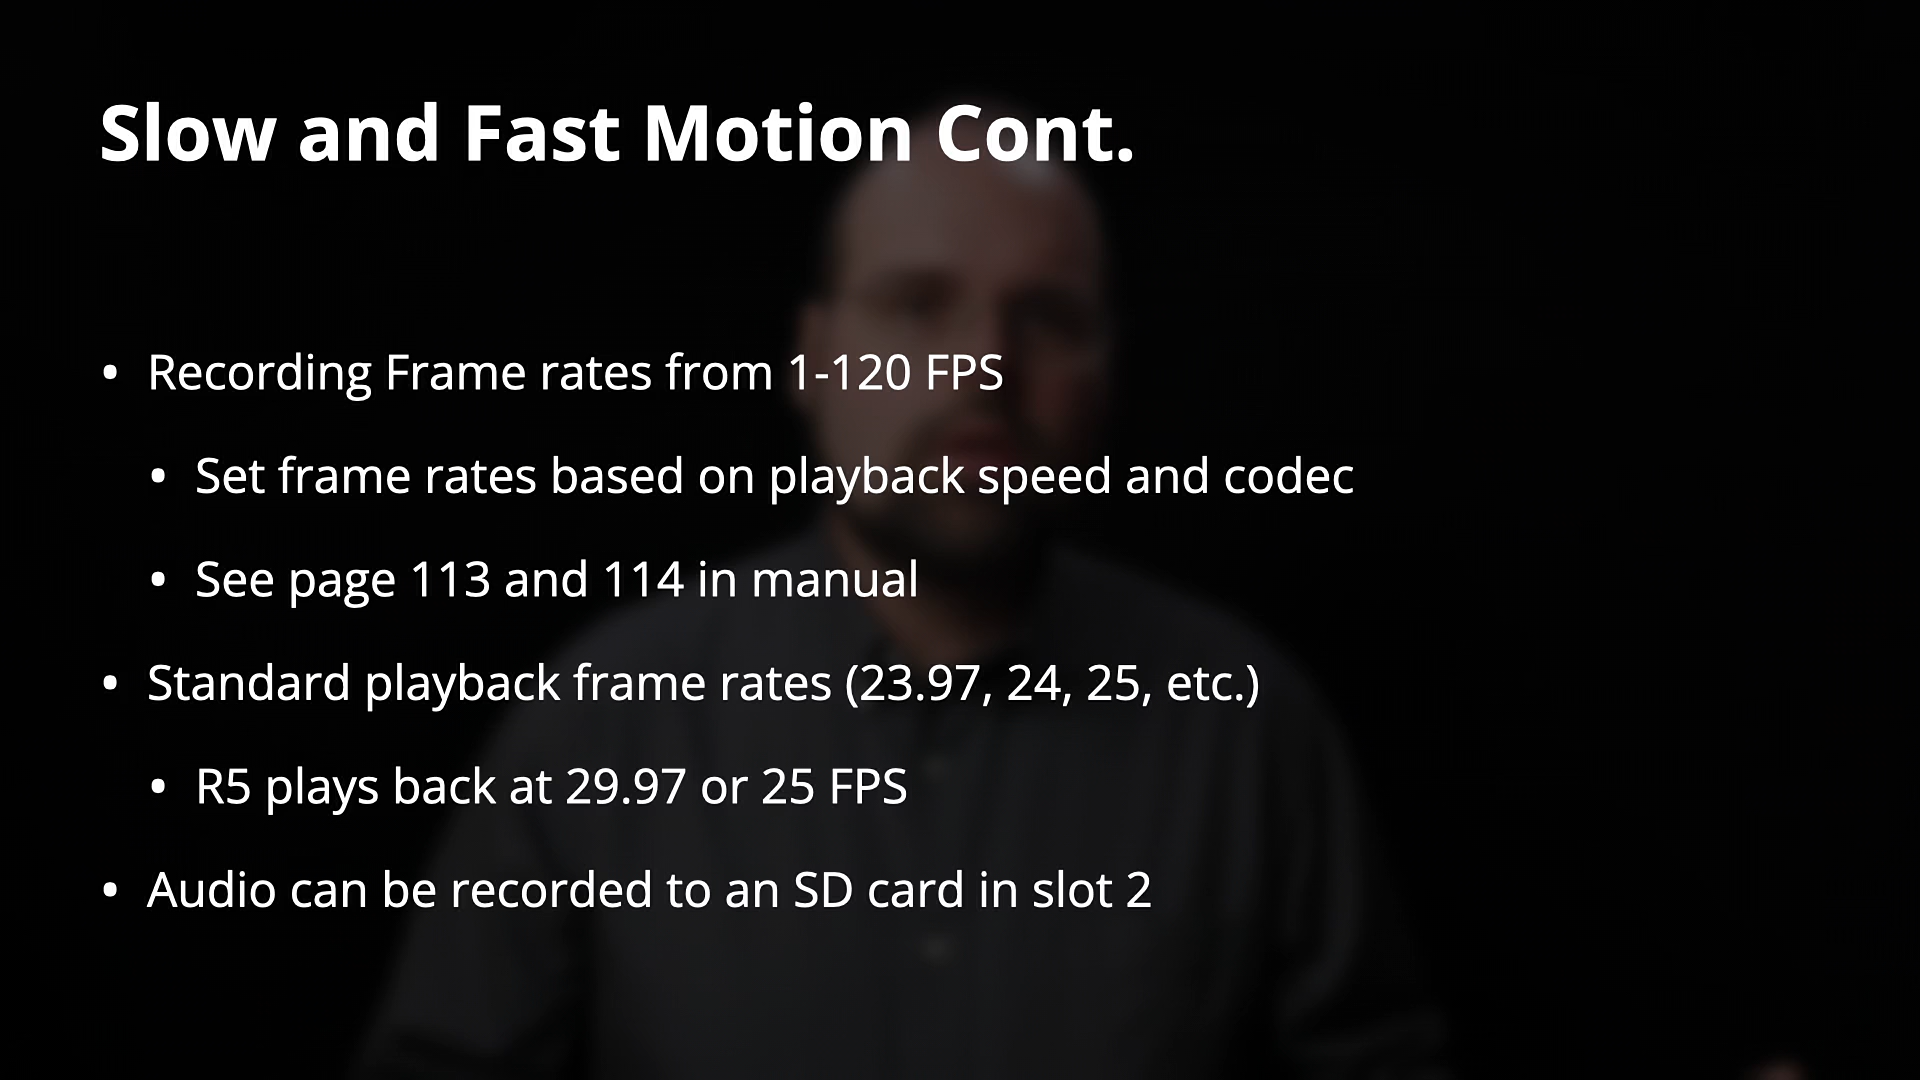 Slow and Fast Motion Cont.
• Recording Frame rates from 1-120 FPS
• Set frame rates based on playback speed and codec
• See page 113 and 114 in manual
• Standard playback frame rates (23.97, 24, 25, etc.)
• R5 plays back at 29.97 or 25 FPS
• Audio can be recorded to an SD card in slot 2